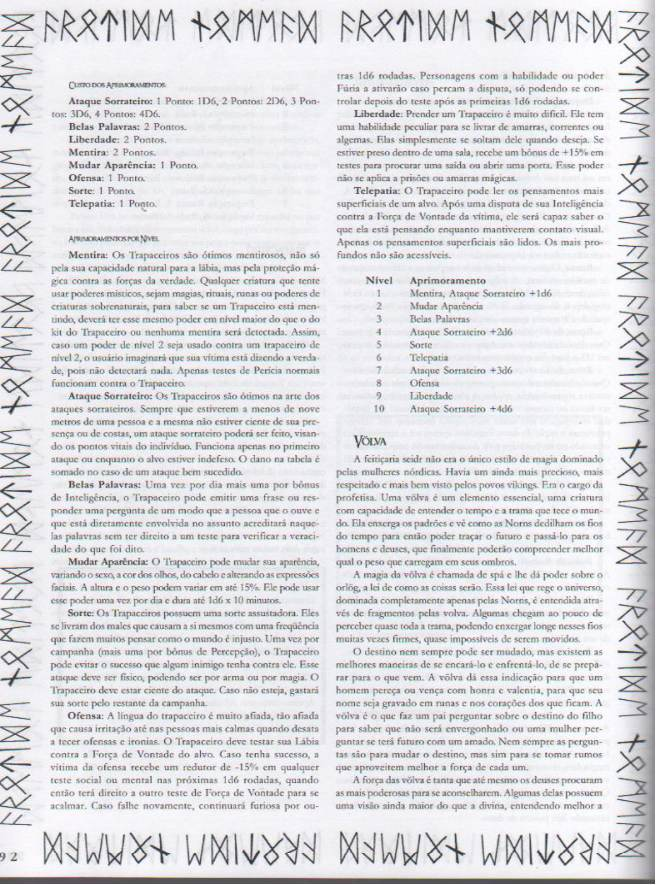 ᚠᚱᛟᛏᛁᛞᛗ ᚾᛟᛗᛗᚨᛞ ᚠᚱᛟᛏᛁᛞᛗ ᚾᛟᛗᛗᚨᛞ
CUSTO DOS APRIMORAMENTOS
Ataque Sorrateiro: 1 Ponto: 1D6, 2 Pontos: 2D6, 3 Pon-
tos: 3D6, 4 Pontos: 4D6.
Belas Palavras: 2 Pontos.
Liberdade: 2 Pontos.
Mentira: 2 Pontos.
Mudar Aparência: 1 Ponto.
Ofensa: 1 Ponto.
Sorte: 1 Ponto.
Telepatia: 1 Ponto.
APRIMORAMENTOS POR NÍVEL
Mentira: Os Trapaceiros são ótimos mentirosos, não só
pela sua capacidade natural para a lábia, mas pela proteção má-
gica contra as forças da verdade. Qualquer criatura que tente
usar poderes místicos, sejam magias, rituais, runas ou poderes de
criaturas sobrenaturais, para saber se um Trapaceiro está men-
tindo, deverá ter esse mesmo poder em nível maior do que o do
kit do Trapaceiro ou nenhuma mentira será detectada. Assim,
caso um poder de nível 2 seja usado contra um trapaceiro de
nível 2, o usuário imaginará que sua vítima está dizendo a verda-
de, pois não detectará nada. Apenas testes de Perícia normais
funcionam contra o Trapaceiro.
Ataque Sorrateiro: Os Trapaceiros são ótimos na arte dos
ataques sorrateiros. Sempre que estiverem a menos de nove
metros de uma pessoa e a mesma não estiver ciente de sua pre-
sença ou de costas, um ataque sorrateiro poderá ser feito, visan-
do os pontos vitais do indivíduo. Funciona apenas no primeiro
ataque ou enquanto o alvo estiver indefeso. O dano na tabela é
somado no caso de um ataque bem sucedido.
Belas Palavras: Uma vez por dia mais uma por bônus
de Inteligência, o Trapaceiro pode emitir uma frase ou res-
ponder uma pergunta de um modo que a pessoa que o ouve e
que está diretamente envolvida no assunto acreditará naque-
las palavras sem ter direito a um teste para verificar a veraci-
dade do que foi dito.
Mudar Aparência: O Trapaceiro pode mudar sua aparência,
variando o sexo, a cor dos olhos, do cabelo e alterando as expressões
faciais. A altura e o peso podem variar em até 15%. Ele pode usar
esse poder uma vez por dia e dura até 1d6 x 10 minutos.
Sorte: Os Trapaceiros possuem uma sorte assustadora. Eles
se livram dos males que causam a si mesmos com uma freqüência
que fazem muitos pensar como o mundo é injusto. Uma vez por
campanha (mais uma por bônus de Percepção), o Trapaceiro
pode evitar o sucesso que algum inimigo tenha contra ele. Esse
ataque deve ser físico, podendo ser por arma ou por magia. O
Trapaceiro deve estar ciente do ataque. Caso não esteja, gastará
sua sorte pelo restante da campanha.
Ofensa: A língua do trapaceiro é muito afiada, tão afiada
que causa irritação até nas pessoas mais calmas quando desata
a tecer ofensas e ironias. O Trapaceiro deve testar sua Lábia
contra a Força de Vontade do alvo. Caso tenha sucesso, a
vítima da ofensa recebe um redutor de -15% em qualquer
teste social ou mental nas próximas 1d6 rodadas, quando
então terá direito a outro teste de Força de Vontade para se
acalmar. Caso falhe novamente, continuará furiosa por ou-
tras 1d6 rodadas. Personagens com a habilidade ou poder
Fúria a ativarão caso percam a disputa, só podendo se con-
trolar depois do teste após as primeiras 1d6 rodadas.
Liberdade: Prender um Trapaceiro é muito difícil. Ele tem
uma habilidade peculiar para se livrar de amarras, correntes ou
algemas. Elas simplesmente se soltam dele quando deseja. Se
estiver preso dentro de uma sala, recebe um bônus de +15% em
testes para procurar uma saída ou abrir uma porta. Esse poder
não se aplica a prisões ou amarras mágicas.
Telepatia: O Trapaceiro pode ler os pensamentos mais
superficiais de um alvo. Após uma disputa de sua Inteligência
contra a Força de Vontade da vítima, ele será capaz saber o
que ela está pensando enquanto mantiverem contato visual.
Apenas os pensamentos superficiais são lidos. Os mais pro-
fundos não são acessíveis.
Nível Aprimoramento
1 Mentira, Ataque Sorrateiro +1d6
2 Mudar Aparência
3 Belas Palavras
4 Ataque Sorrateiro +2d6
5 Sorte
6 Telepatia
7 Ataque Sorrateiro +3d6
8 Ofensa
9 Liberdade
10 Ataque Sorrateiro +4d6
VÖLVA
A feitiçaria seidr não era o único estilo de magia dominado
pelas mulheres nórdicas. Havia um ainda mais precioso, mais
respeitado e mais bem visto pelos povos vikings. Era o cargo da
profetisa. Uma völva é um elemento essencial, uma criatura
com capacidade de entender o tempo e a trama que tece o mun-
do. Ela enxerga os padrões e vê como as Norns dedilham os fios
do tempo para então poder traçar o futuro e passá-lo para os
homens e deuses, que finalmente poderão compreender melhor
qual o peso que carregam em seus ombros.
A magia da völva é chamada de spá e lhe dá poder sobre o
orlög, a lei de como as coisas serão. Essa lei que rege o universo,
dominada completamente apenas pelas Norns, é entendida atra-
vés de fragmentos pelas volva. Algumas chegam ao pouco de
perceber quase toda a trama, podendo enxergar longe nesses fios
muitas vezes firmes, quase impossíveis de serem movidos.
O destino nem sempre pode ser mudado, mas existem as
melhores maneiras de se encará-lo e enfrentá-lo, de se prepa-
rar para o que vem. A völva dá essa indicação para que um
homem pereça ou vença com honra e valentia, para que seu
nome seja gravado em runas e nos corações dos que ficam. A
völva é o que faz um pai perguntar sobre o destino do filho
para saber que não será envergonhado ou uma mulher per-
guntar se terá futuro com um amado. Nem sempre as pergun-
tas são para mudar o destino, mas sim para se tomar rumos
que aproveitem melhor a força de cada um.
A força das völva é tanta que até mesmo os deuses procuram
as mais poderosas para se aconselharem. Algumas delas possuem
uma visão ainda maior do que a divina, entendendo melhor a
92